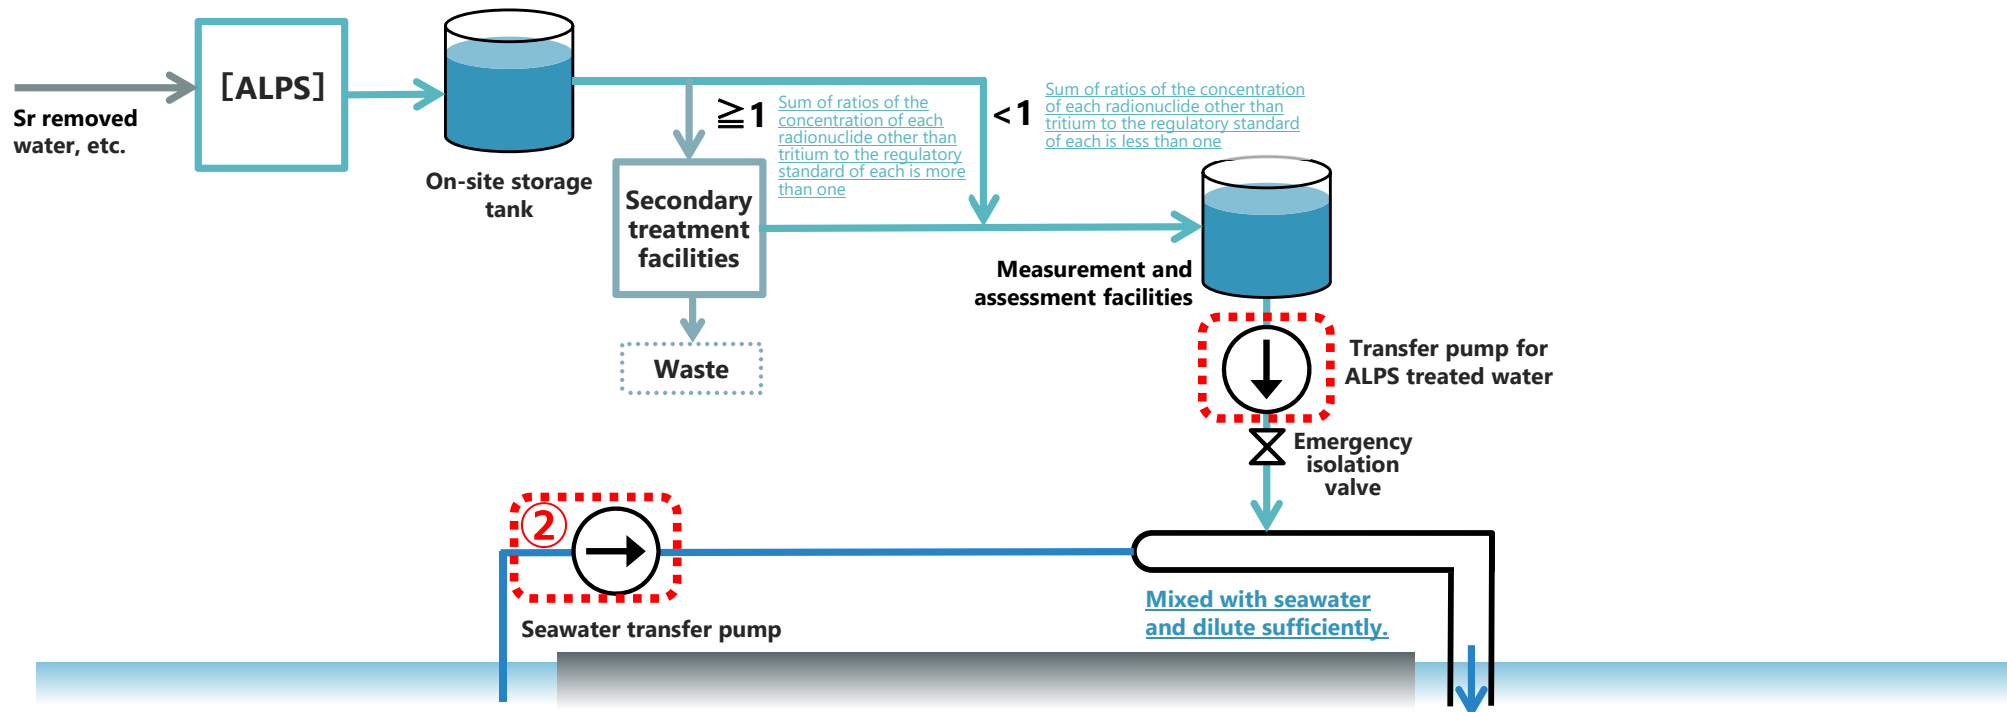 [ALPS]
Sr removed
water, etc.
On-site storage
tank
≧1
Sum of ratios of the
concentration of each
radionuclide other than
tritium to the regulatory
standard of each is more
than one
<1
Sum of ratios of the concentration
of each radionuclide other than
tritium to the regulatory standard
of each is less than one
Secondary
treatment
facilities
Waste
Measurement and
assessment facilities
Transfer pump for
ALPS treated water
Emergency
isolation
valve
②
Seawater transfer pump
Mixed with seawater
and dilute sufficiently.